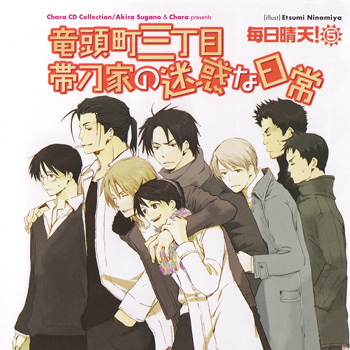 Chara CD Collection/Akira Sugano & Chara presents
[illust] Etsumi Ninomiya
竜頭町三丁目
毎日晴天!⑤
帯刀家の迷惑な日常